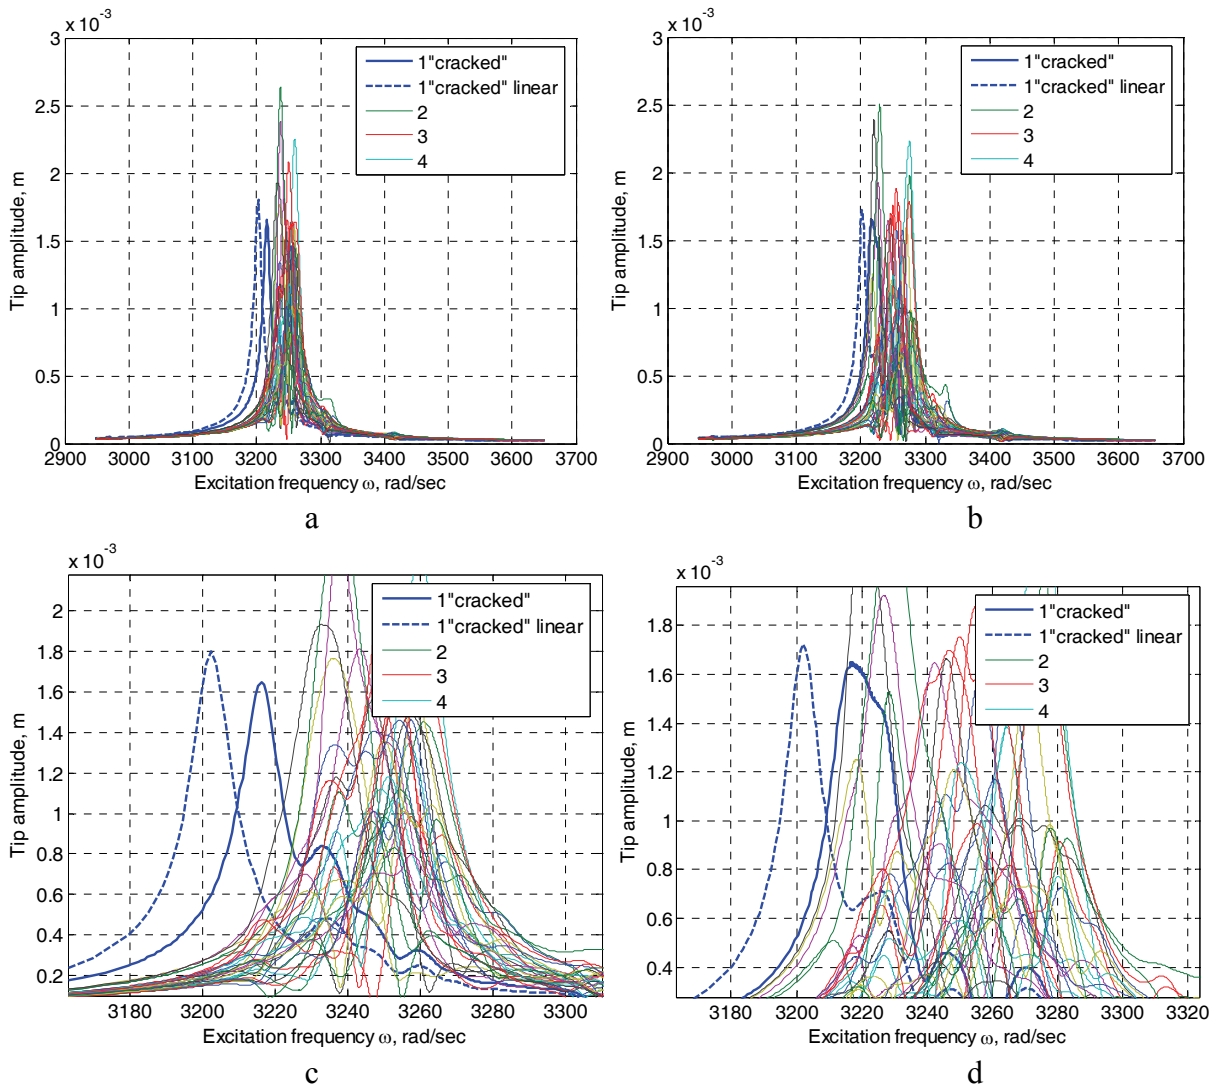 x 10⁻³
3
2.5
2
1.5
1
0.5
0
Tip amplitude, m
1"cracked"
1"cracked" linear
2
3
4
2900 3000 3100 3200 3300 3400 3500 3600 3700
Excitation frequency ω, rad/sec
a
x 10⁻³
3
2.5
2
1.5
1
0.5
0
Tip amplitude, m
1"cracked"
1"cracked" linear
2
3
4
2900 3000 3100 3200 3300 3400 3500 3600 3700
Excitation frequency ω, rad/sec
b
x 10⁻³
2
1.8
1.6
1.4
1.2
1
0.8
0.6
0.4
0.2
Tip amplitude, m
1"cracked"
1"cracked" linear
2
3
4
3180 3200 3220 3240 3260 3280 3300
Excitation frequency ω, rad/sec
c
x 10⁻³
1.8
1.6
1.4
1.2
1
0.8
0.6
0.4
Tip amplitude, m
1"cracked"
1"cracked" linear
2
3
4
3180 3200 3220 3240 3260 3280 3300 3320
Excitation frequency ω, rad/sec
d